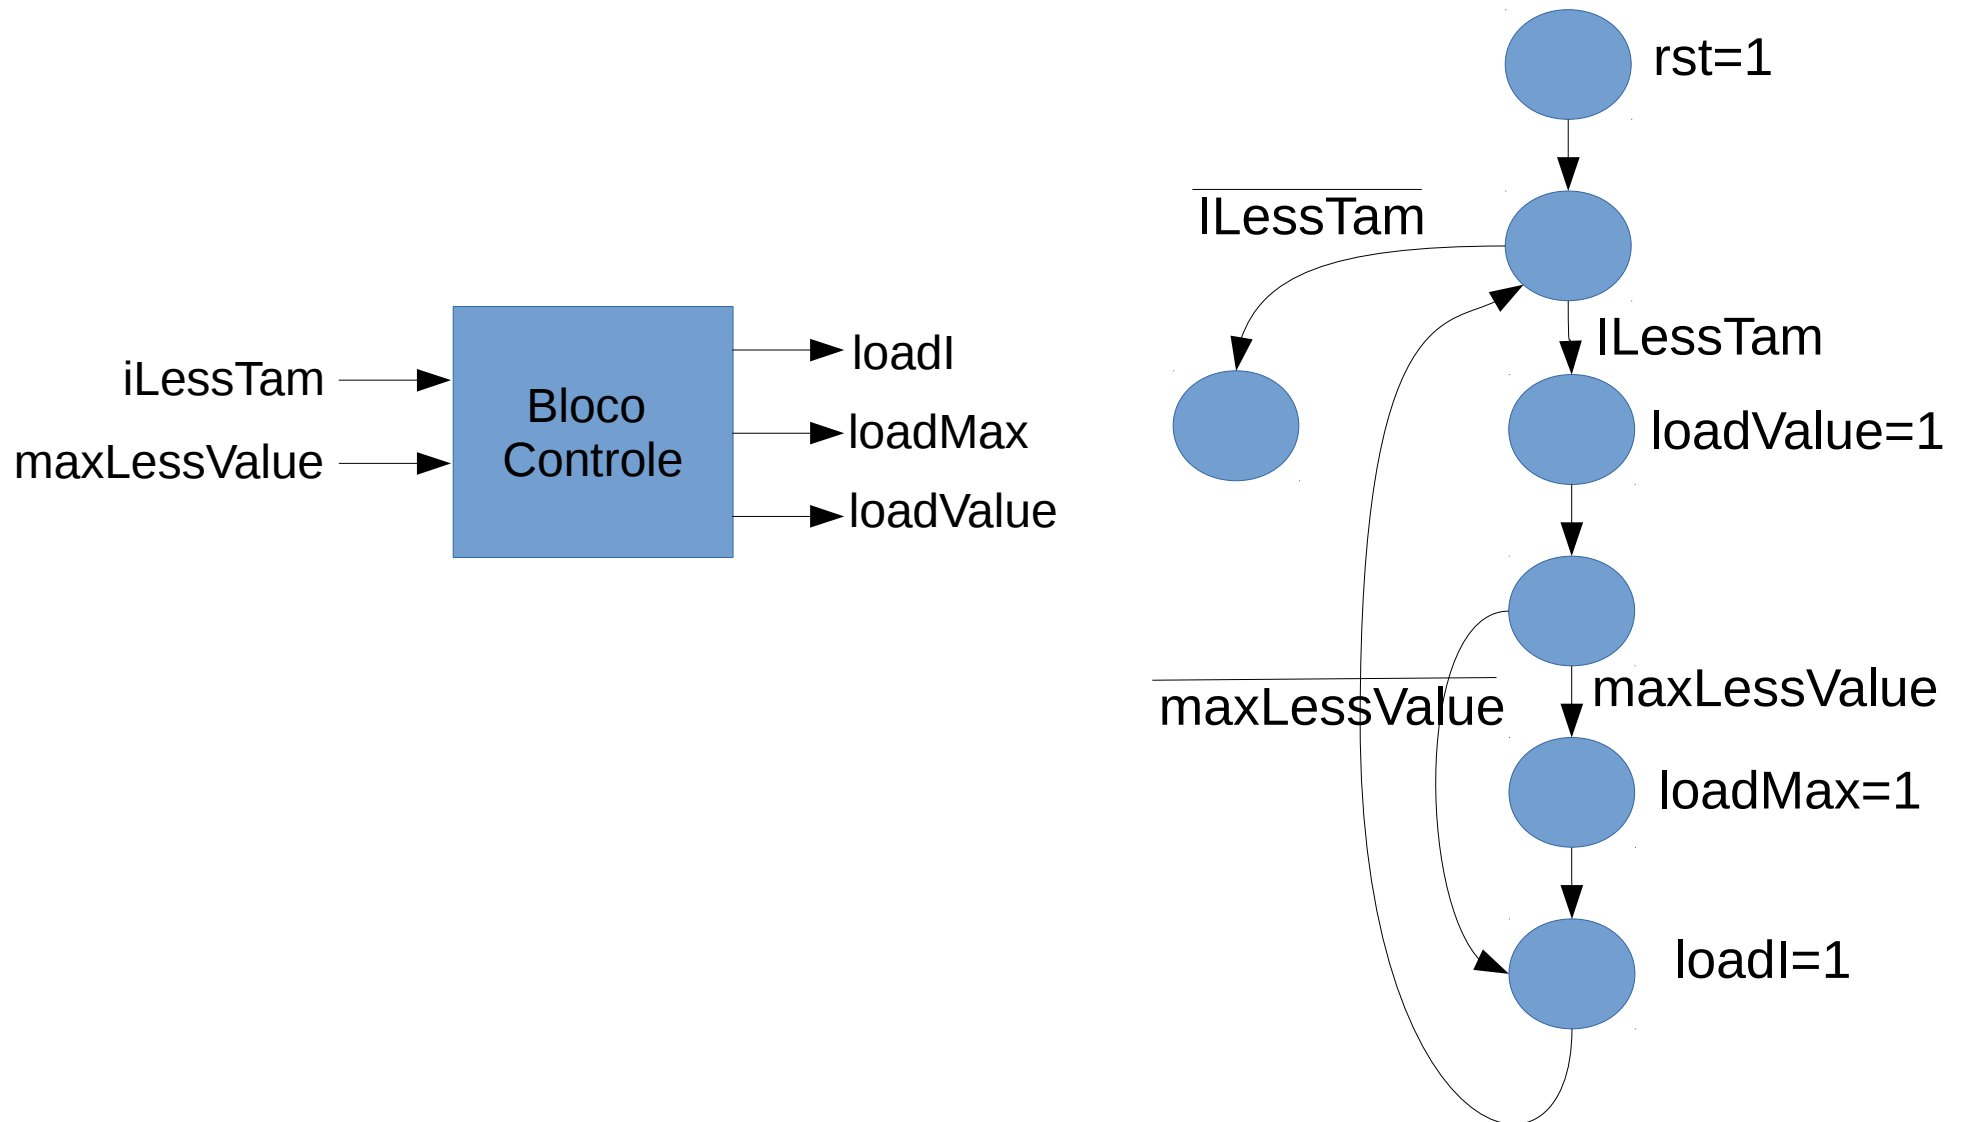 iLessTam
maxLessValue
Bloco
Controle
loadI
loadMax
loadValue
rst=1
ILessTam
ILessTam
loadValue=1
maxLessValue
maxLessValue
loadMax=1
loadI=1